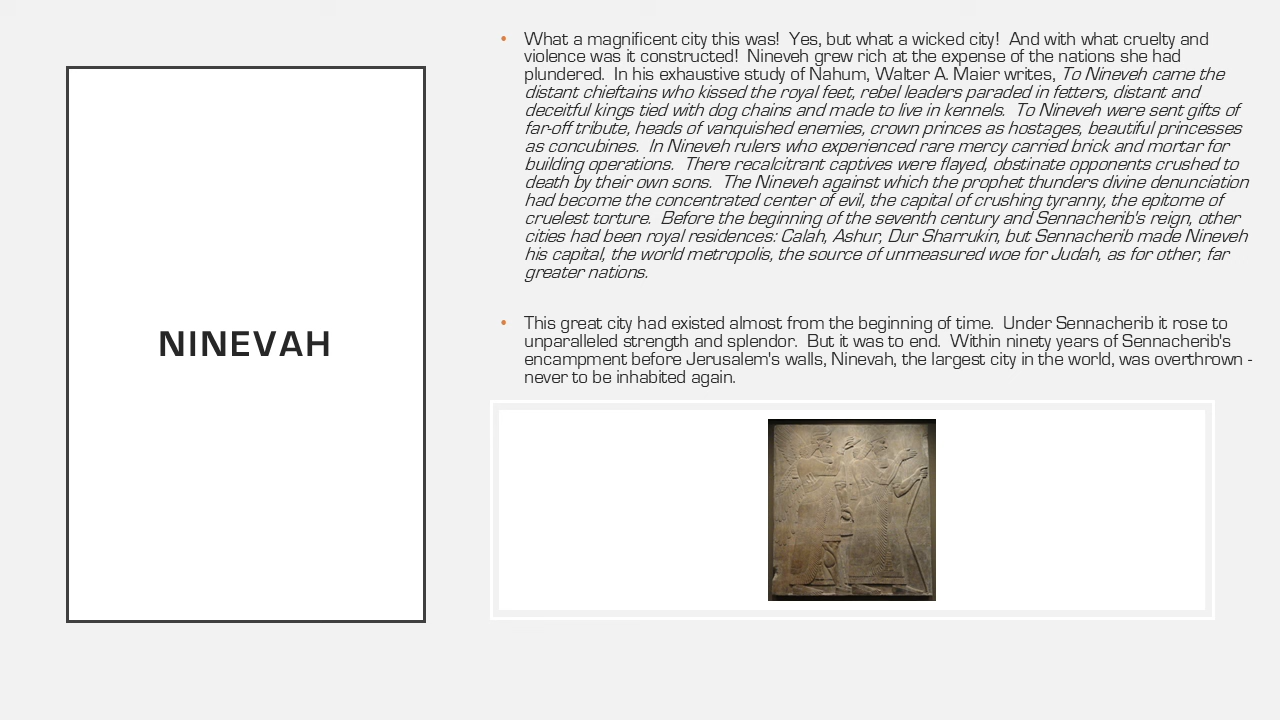 NINEVAH
• What a magnificent city this was!  Yes, but what a wicked city!  And with what cruelty and
violence was it constructed!  Nineveh grew rich at the expense of the nations she had
plundered.  In his exhaustive study of Nahum, Walter A. Maier writes, To Nineveh came the
distant chieftains who kissed the royal feet, rebel leaders paraded in fetters, distant and
deceitful kings tied with dog chains and made to live in kennels.  To Nineveh were sent gifts of
far-off tribute, heads of vanquished enemies, crown princes as hostages, beautiful princesses
as concubines.  In Nineveh rulers who experienced rare mercy carried brick and mortar for
building operations.  There recalcitrant captives were flayed, obstinate opponents crushed to
death by their own sons.  The Nineveh against which the prophet thunders divine denunciation
had become the concentrated center of evil, the capital of crushing tyranny, the epitome of
cruelest torture.  Before the beginning of the seventh century and Sennacherib's reign, other
cities had been royal residences: Calah, Ashur, Dur Sharrukin, but Sennacherib made Nineveh
his capital, the world metropolis, the source of unmeasured woe for Judah, as for other, far
greater nations.
• This great city had existed almost from the beginning of time.  Under Sennacherib it rose to
unparalleled strength and splendor.  But it was to end.  Within ninety years of Sennacherib's
encampment before Jerusalem's walls, Ninevah, the largest city in the world, was overthrown -
never to be inhabited again.